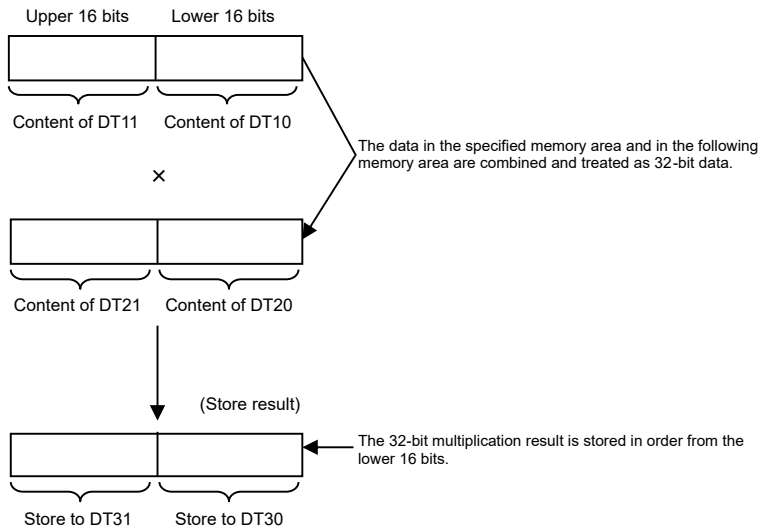 Upper 16 bits Lower 16 bits
Content of DT11 Content of DT10
The data in the specified memory area and in the following
memory area are combined and treated as 32-bit data.
×
Content of DT21 Content of DT20
(Store result)
The 32-bit multiplication result is stored in order from the
lower 16 bits.
Store to DT31 Store to DT30